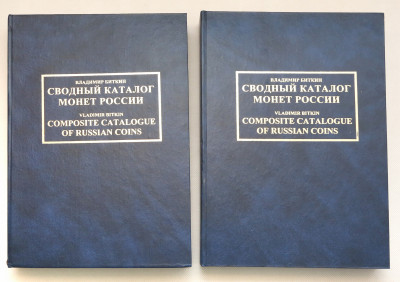 ВЛАДИМИР БИТКИН
СВОДНЫЙ КАТАЛОГ
МОНЕТ РОССИИ
VLADIMIR BITKIN
COMPOSITE CATALOGUE
OF RUSSIAN COINS
ВЛАДИМИР БИТКИН
СВОДНЫЙ КАТАЛОГ
МОНЕТ РОССИИ
VLADIMIR BITKIN
COMPOSITE CATALOGUE
OF RUSSIAN COINS